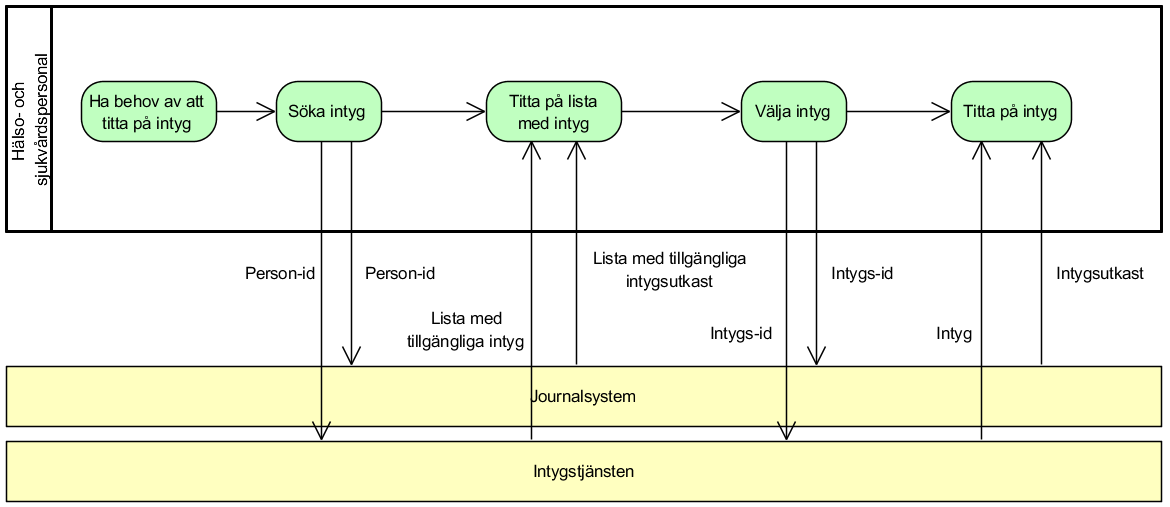 Hälso- och
sjukvårdspersonal
Ha behov av att
titta på intyg
Söka intyg
Titta på lista
med intyg
Välja intyg
Titta på intyg
Person-id
Person-id
Lista med
tillgängliga intyg
Lista med tillgängliga
intygsutkast
Intygs-id
Intygs-id
Intyg
Intygsutkast
Journalsystem
Intygstjänsten